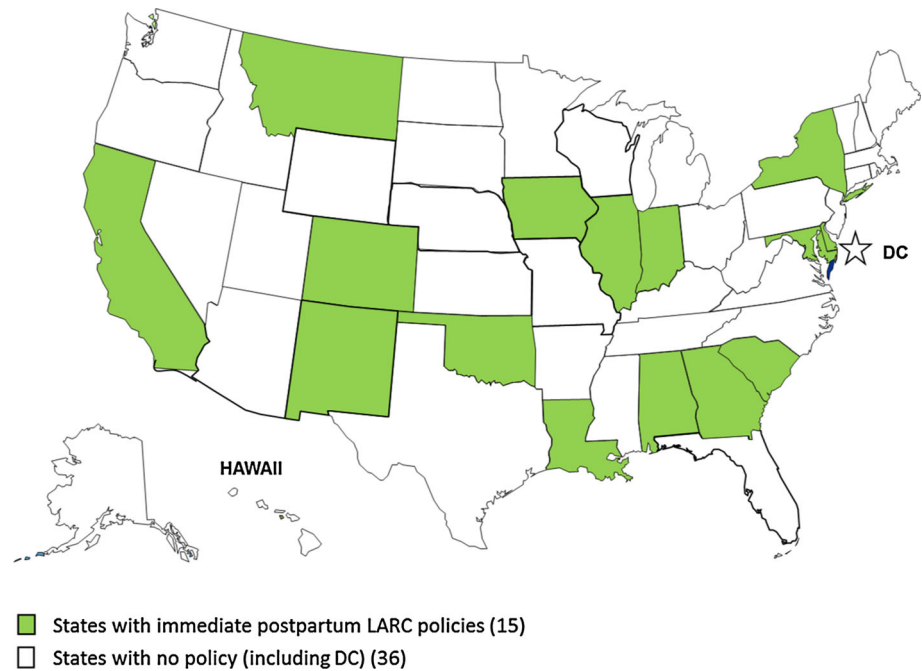 DC
HAWAII
States with immediate postpartum LARC policies (15)
States with no policy (including DC) (36)